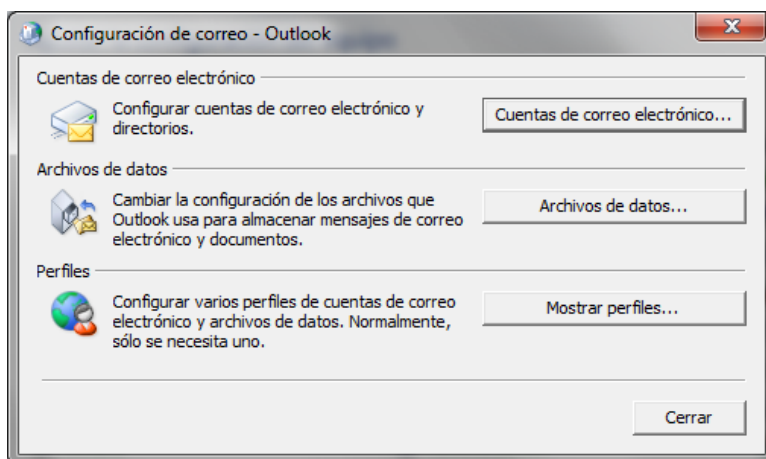 Configuración de correo - Outlook
Cuentas de correo electrónico
Configurar cuentas de correo electrónico y
directorios.
Cuentas de correo electrónico...
Archivos de datos
Cambiar la configuración de los archivos que
Outlook usa para almacenar mensajes de correo
electrónico y documentos.
Archivos de datos...
Perfiles
Configurar varios perfiles de cuentas de correo
electrónico y archivos de datos. Normalmente,
sólo se necesita uno.
Mostrar perfiles...
Cerrar